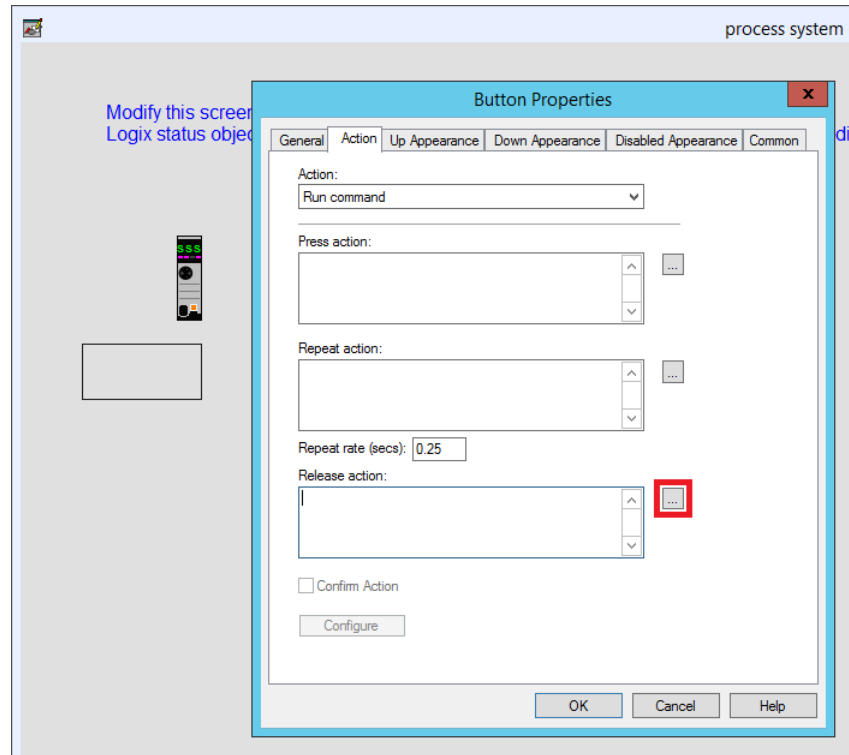 process system
Modify this screen
Logix status objec
di
sss
Button Properties
x
General Action Up Appearance Down Appearance Disabled Appearance Common
Action:
Run command
Press action:
...
Repeat action:
...
Repeat rate (secs): 0.25
Release action:
...
Confirm Action
Configure
OK Cancel Help